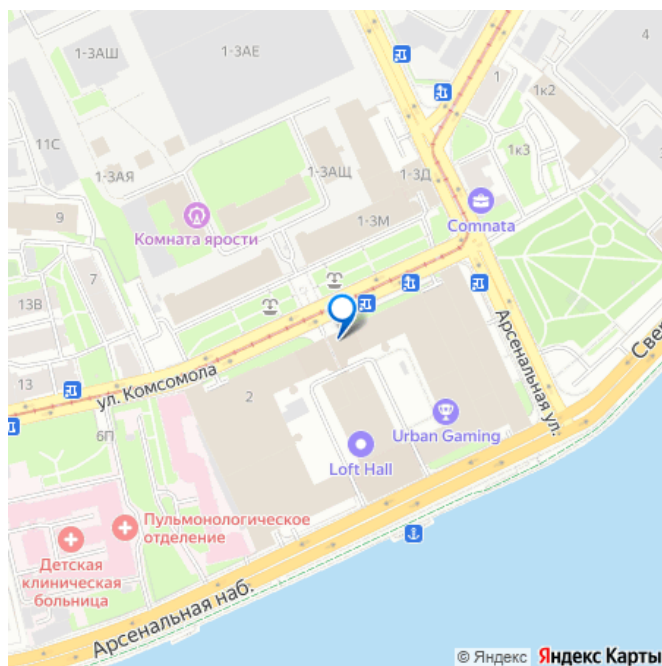 1-3АШ
1-3АЕ
4
1
1к2
11С
1к3
1-3АЯ
1-3АЩ
1-3Д
9
Комната ярости
1-3М
Comnata
7
13В
Арсенальная ул.
13
ул. Комсомола
2
6П
Urban Gaming
Loft Hall
Пульмонологическое
отделение
Детская
клиническая
больница
Арсенальная наб.
© Яндекс Яндекс Карты